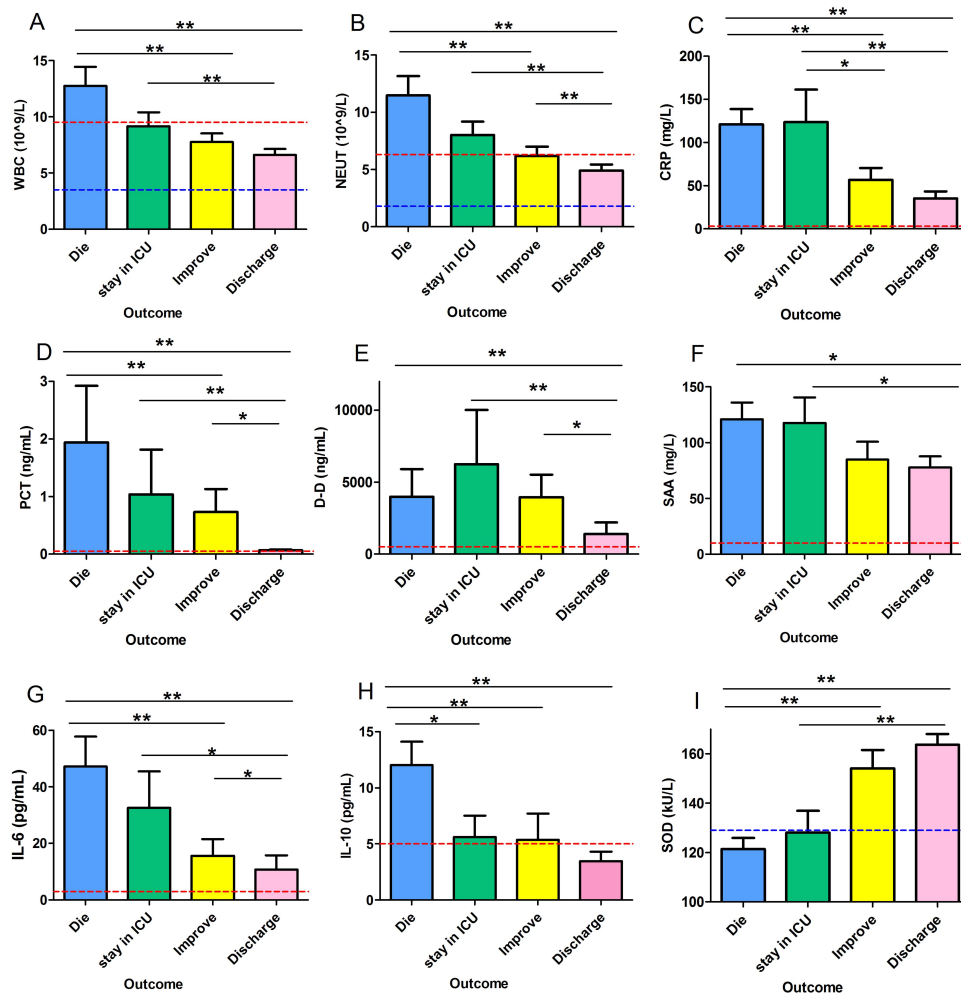 A
**
**
**
WBC (10^9/L)
15
10
5
0
Die
stay in ICU
Improve
Discharge
Outcome
B
**
**
**
**
NEUT (10^9/L)
15
10
5
0
Die
stay in ICU
Improve
Discharge
Outcome
C
**
**
**
*
CRP (mg/L)
200
150
100
50
0
Die
stay in ICU
Improve
Discharge
Outcome
D
**
**
**
*
PCT (ng/mL)
3
2
1
0
Die
stay in ICU
Improve
Discharge
Outcome
E
**
**
*
D-D (ng/mL)
10000
5000
0
Die
stay in ICU
Improve
Discharge
Outcome
F
*
*
SAA (mg/L)
150
100
50
0
Die
stay in ICU
Improve
Discharge
Outcome
G
**
**
*
*
IL-6 (pg/mL)
60
40
20
0
Die
stay in ICU
Improve
Discharge
Outcome
H
**
**
*
IL-10 (pg/mL)
15
10
5
0
Die
stay in ICU
Improve
Discharge
Outcome
I
**
**
**
SOD (kU/L)
160
140
120
100
Die
stay in ICU
Improve
Discharge
Outcome